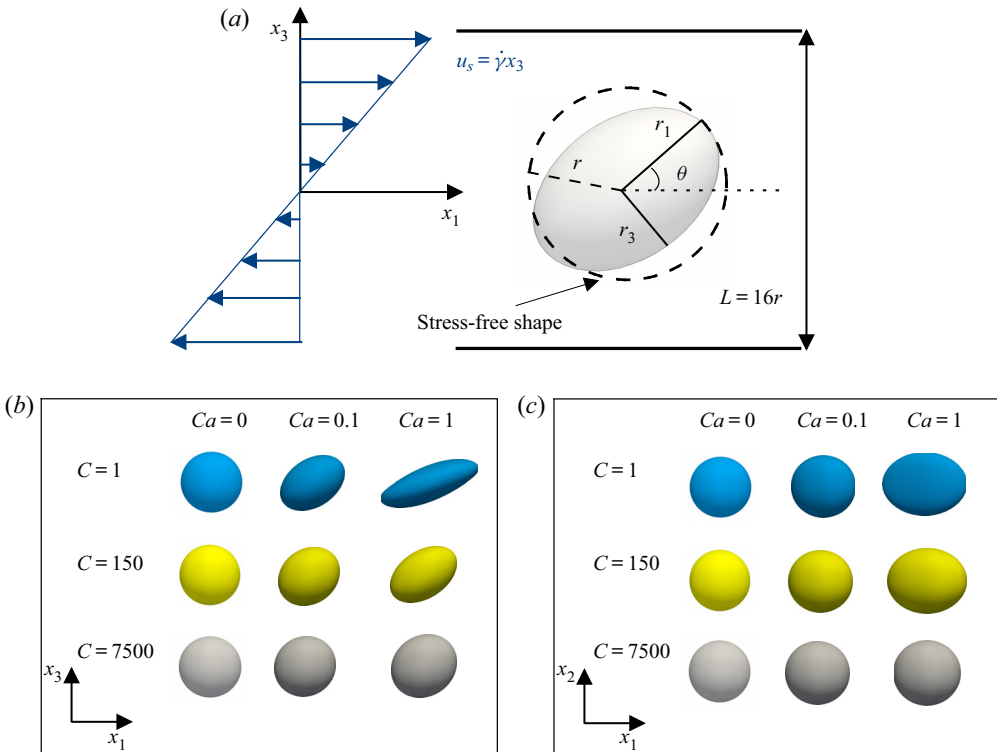 (a)
x₃
u_s = γ̇x₃
x₁
r
r₁
θ
r₃
L = 16r
Stress-free shape
(b)
Ca = 0 Ca = 0.1 Ca = 1
C = 1
C = 150
C = 7500
x₃
x₁
(c)
Ca = 0 Ca = 0.1 Ca = 1
C = 1
C = 150
C = 7500
x₂
x₁